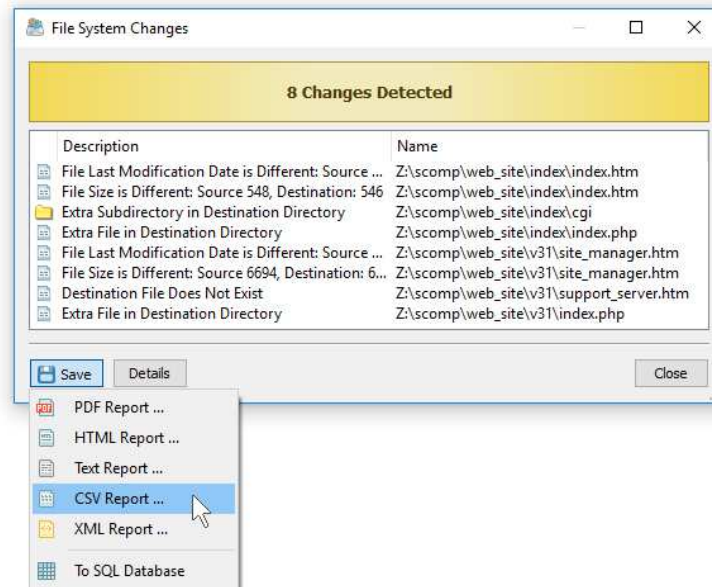 File System Changes
8 Changes Detected
Description Name
File Last Modification Date is Different: Source ... Z:\scomp\web_site\index\index.htm
File Size is Different: Source 548, Destination: 546 Z:\scomp\web_site\index\index.htm
Extra Subdirectory in Destination Directory Z:\scomp\web_site\index\cgi
Extra File in Destination Directory Z:\scomp\web_site\index\index.php
File Last Modification Date is Different: Source ... Z:\scomp\web_site\v31\site_manager.htm
File Size is Different: Source 6694, Destination: 6... Z:\scomp\web_site\v31\site_manager.htm
Destination File Does Not Exist Z:\scomp\web_site\v31\support_server.htm
Extra File in Destination Directory Z:\scomp\web_site\v31\index.php
Save Details Close
PDF Report ...
HTML Report ...
Text Report ...
CSV Report ...
XML Report ...
To SQL Database